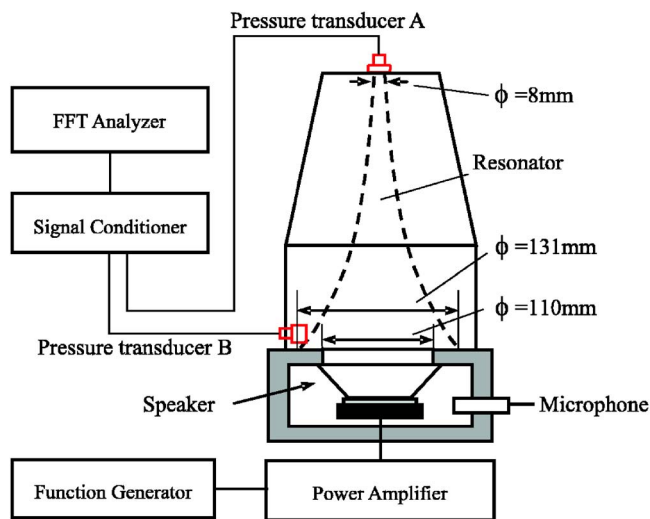 Pressure transducer A
ϕ =8mm
FFT Analyzer
Resonator
Signal Conditioner
ϕ =131mm
ϕ =110mm
Pressure transducer B
Speaker
Microphone
Function Generator
Power Amplifier